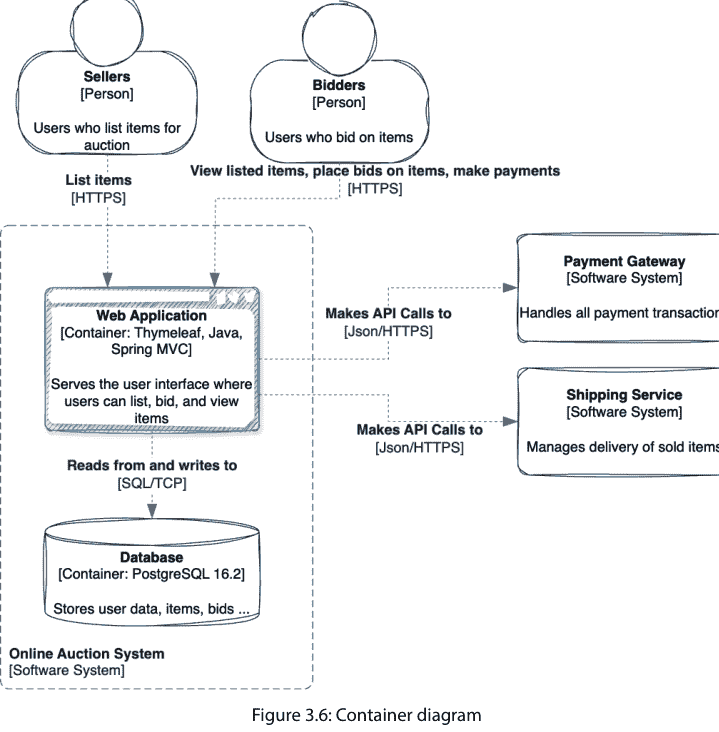 Sellers
[Person]
Users who list items for
auction
Bidders
[Person]
Users who bid on items
List items
[HTTPS]
View listed items, place bids on items, make payments
[HTTPS]
Web Application
[Container: Thymeleaf, Java,
Spring MVC]
Serves the user interface where
users can list, bid, and view
items
Makes API Calls to
[Json/HTTPS]
Payment Gateway
[Software System]
Handles all payment transaction
Makes API Calls to
[Json/HTTPS]
Shipping Service
[Software System]
Manages delivery of sold items
Reads from and writes to
[SQL/TCP]
Database
[Container: PostgreSQL 16.2]
Stores user data, items, bids ...
Online Auction System
[Software System]
Figure 3.6: Container diagram